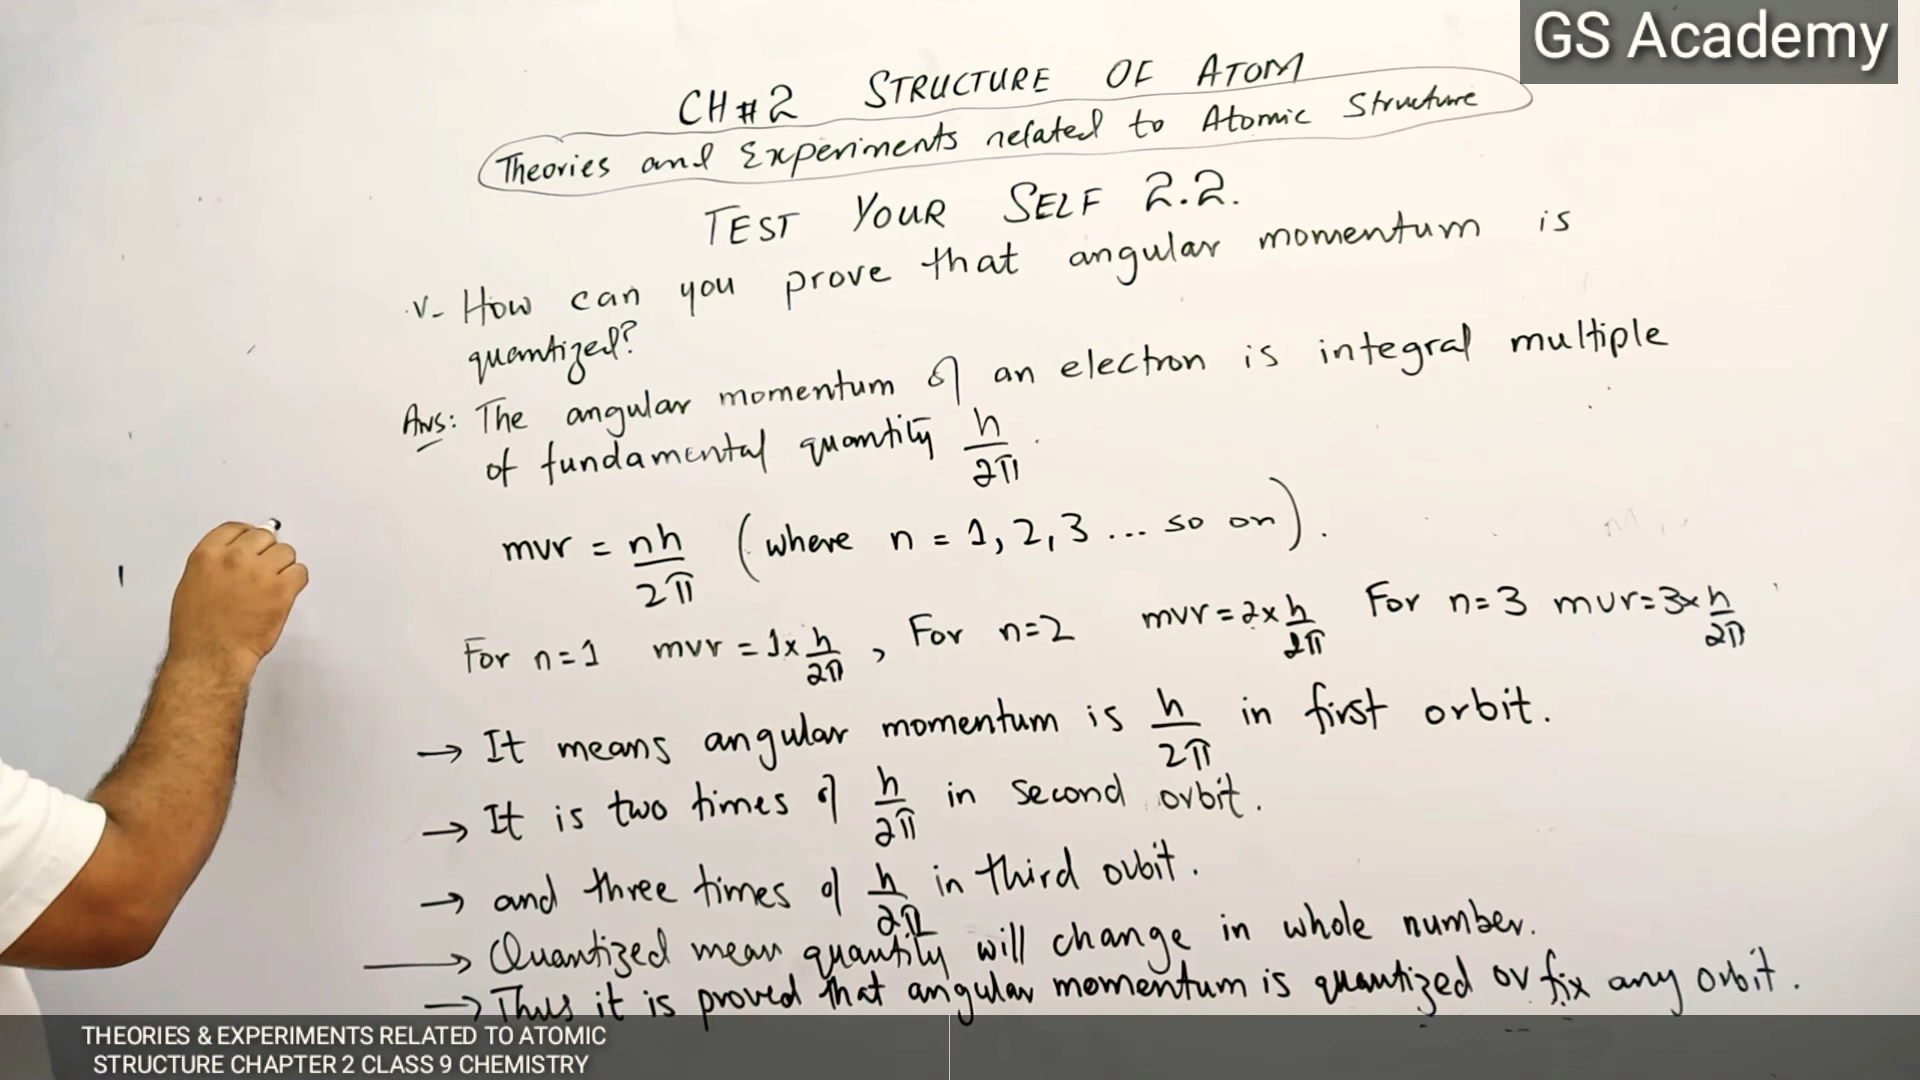 GS Academy
CH#2 STRUCTURE OF ATOM
Theories and Experiments related to Atomic Structure
TEST YOUR SELF 2.2.
v- How can you prove that angular momentum is
quantized?
Ans: The angular momentum of an electron is integral multiple
of fundamental quantity h/2π.
mvr = nh/2π (where n = 1, 2, 3 ... so on).
For n=1 mvr = 1x h/2π, For n=2 mvr = 2x h/2π For n=3 mvr=3x h/2π
→ It means angular momentum is h/2π in first orbit.
→ It is two times of h/2π in second orbit.
→ and three times of h/2π in third orbit.
→ Quantized mean quantity will change in whole number.
→ Thus it is proved that angular momentum is quantized or fix any orbit.
THEORIES & EXPERIMENTS RELATED TO ATOMIC
STRUCTURE CHAPTER 2 CLASS 9 CHEMISTRY